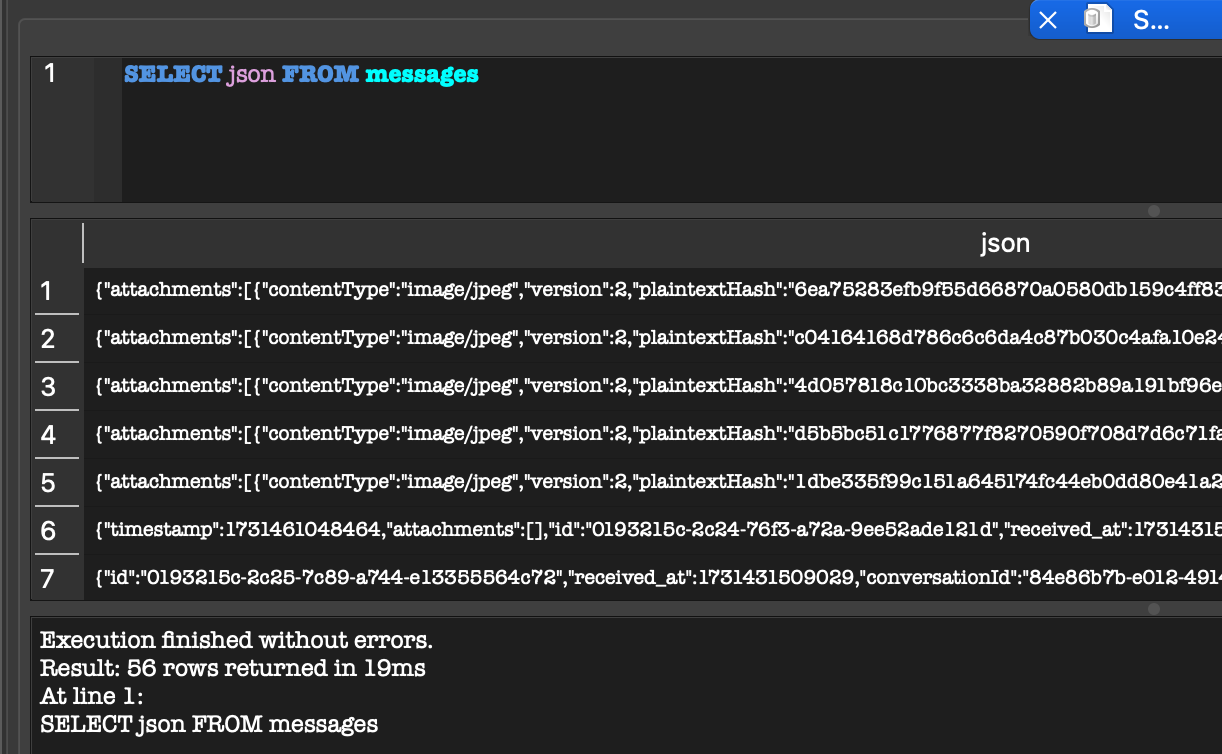 S...
1 SELECT json FROM messages
json
1 {"attachments":[{"contentType":"image/jpeg","version":2,"plaintextHash":"6ea75283efb9f55d66870a0580db159c4ff83
2 {"attachments":[{"contentType":"image/jpeg","version":2,"plaintextHash":"c04164168d786c6c6da4c87b030c4afa10e24
3 {"attachments":[{"contentType":"image/jpeg","version":2,"plaintextHash":"4d057818c10bc3338ba32882b89a191bf96e
4 {"attachments":[{"contentType":"image/jpeg","version":2,"plaintextHash":"d5b5bc51c1776877f8270590f708d7d6c71fa
5 {"attachments":[{"contentType":"image/jpeg","version":2,"plaintextHash":"1dbe335f99c151a645174fc44eb0dd80e41a2
6 {"timestamp":1731461048464,"attachments":[],"id":"0193215c-2c24-76f3-a72a-9ee52ade121d","received_at":17314315
7 {"id":"0193215c-2c25-7c89-a744-e13355564c72","received_at":1731431509029,"conversationId":"84e86b7b-e012-4914
Execution finished without errors.
Result: 56 rows returned in 19ms
At line 1:
SELECT json FROM messages